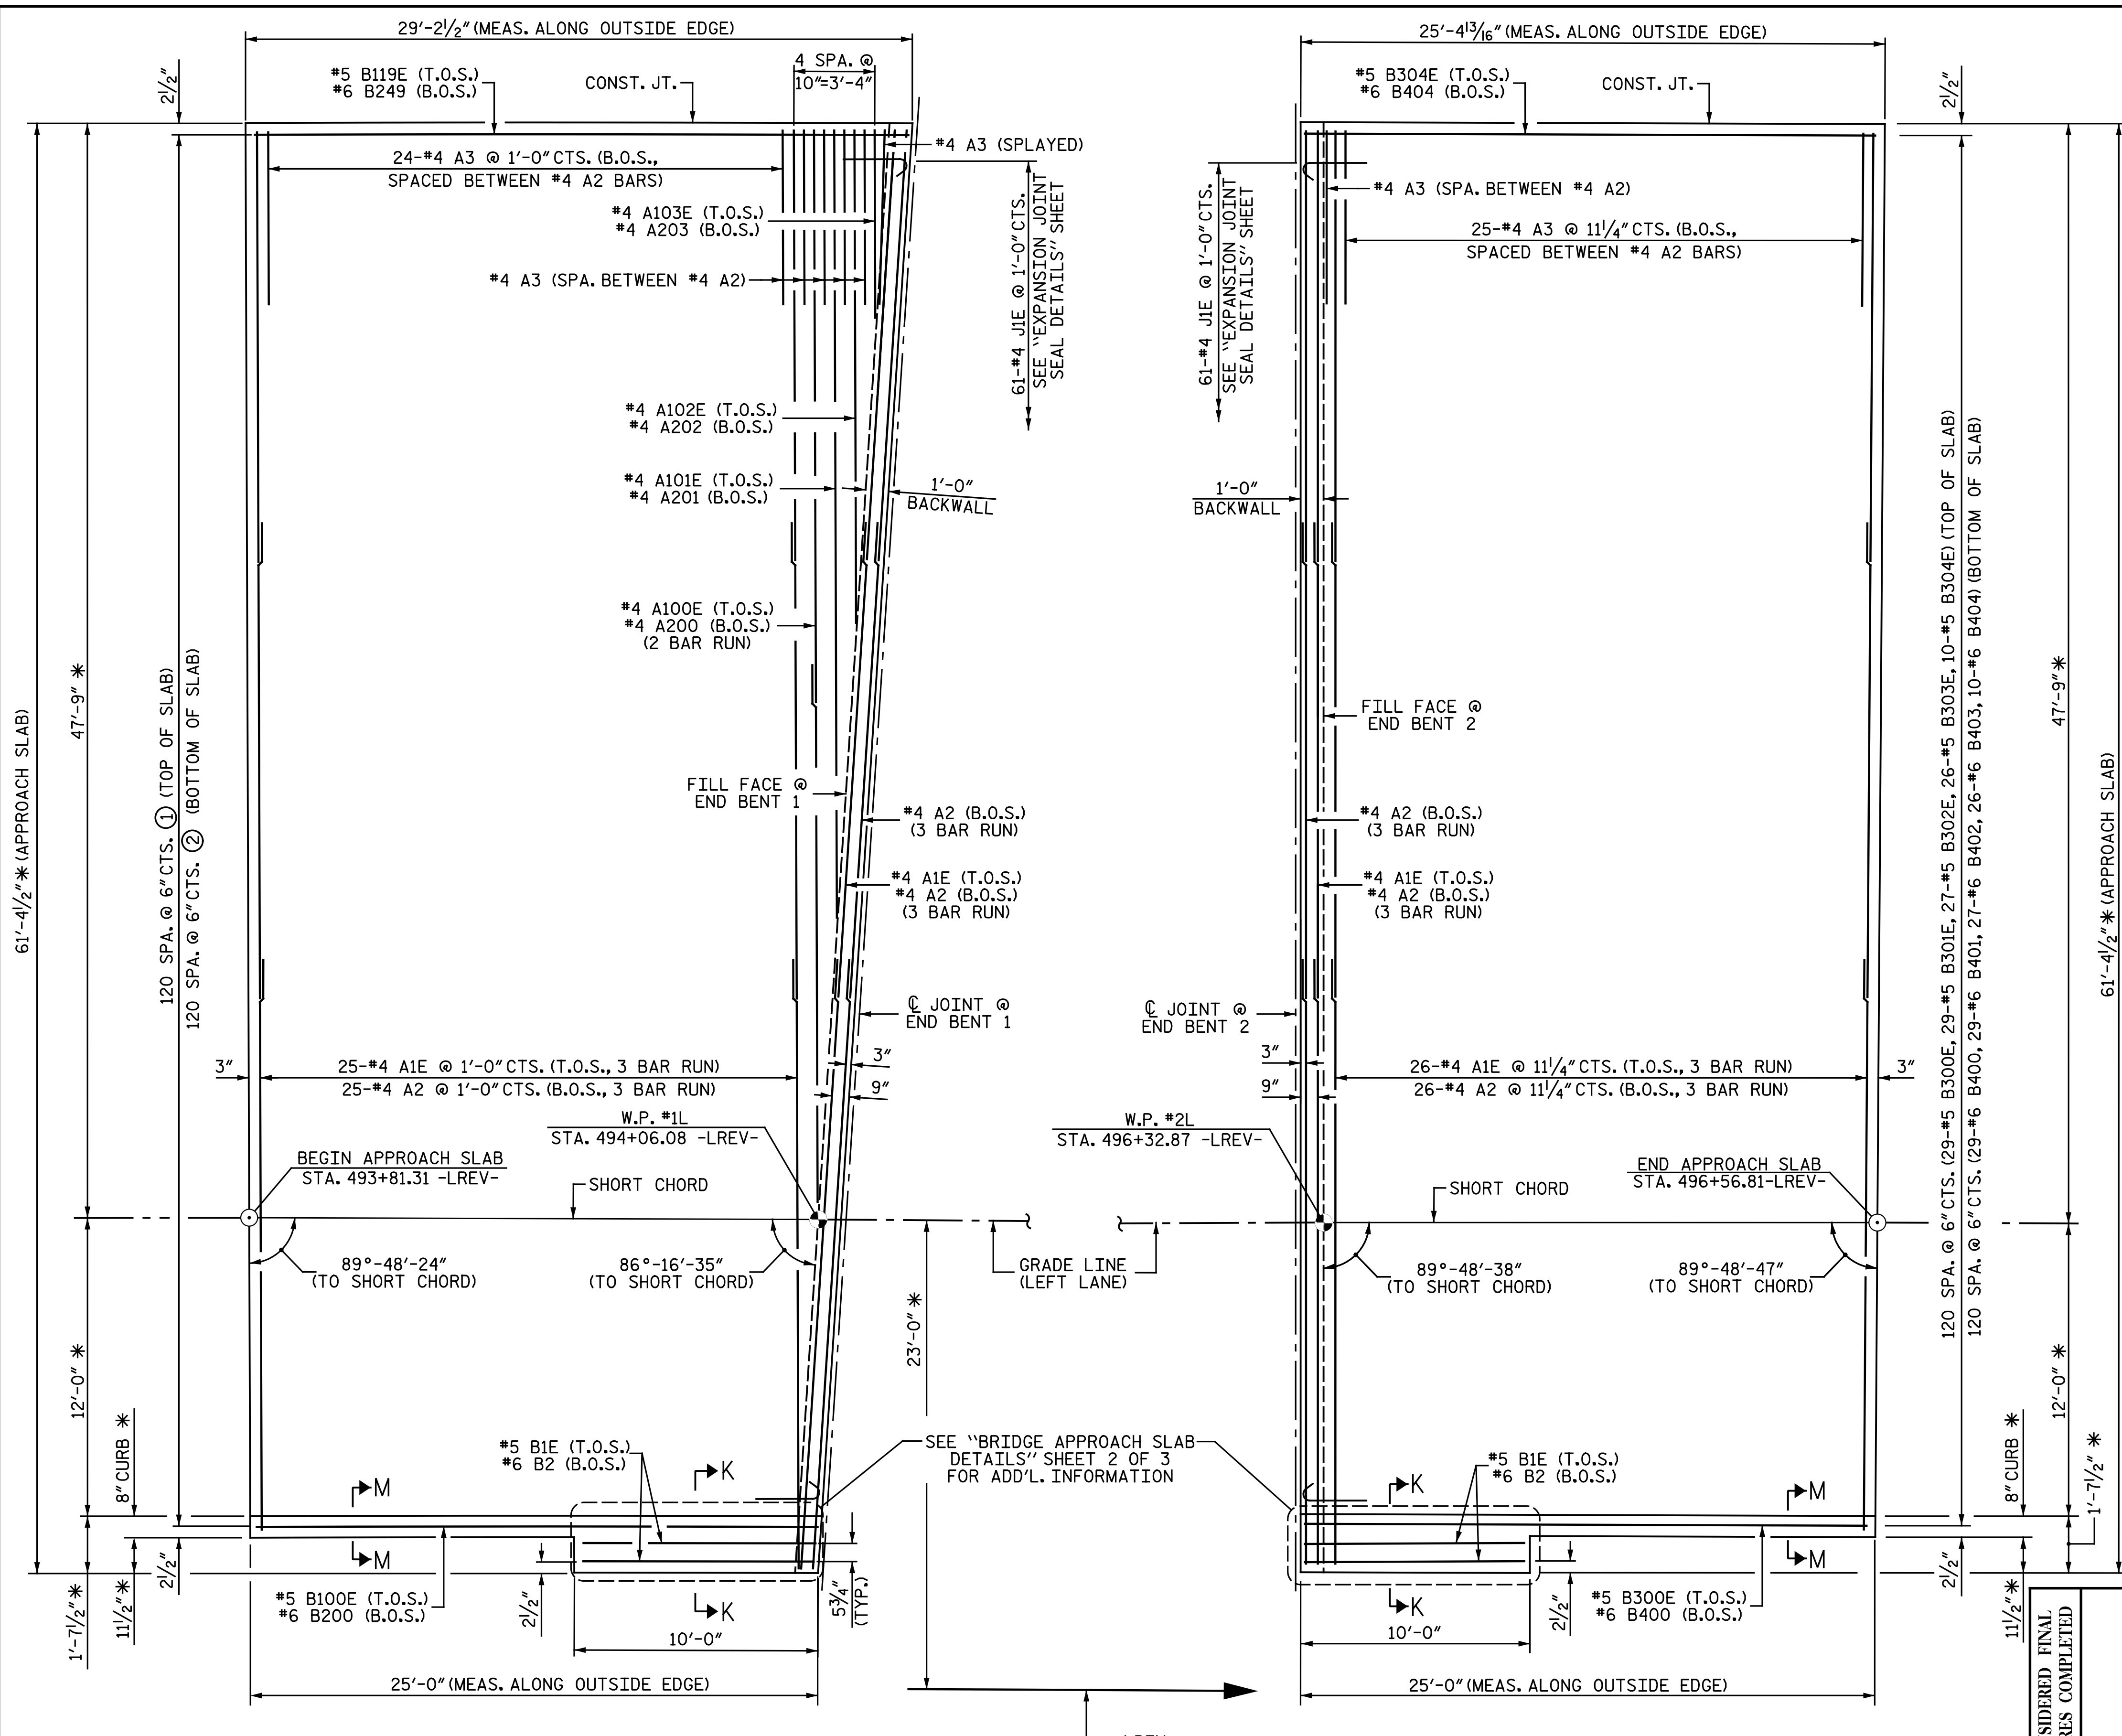 29'-2½" (MEAS. ALONG OUTSIDE EDGE)
4 SPA. @
10"=3'-4"
2½"
#5 B119E (T.O.S.)
#6 B249 (B.O.S.)
CONST. JT.
#4 A3 (SPLAYED)
24-#4 A3 @ 1'-0" CTS. (B.O.S.,
SPACED BETWEEN #4 A2 BARS)
#4 A103E (T.O.S.)
#4 A203 (B.O.S.)
#4 A3 (SPA. BETWEEN #4 A2)
61-#4 J1E @ 1'-0" CTS.
SEE "EXPANSION JOINT
SEAL DETAILS" SHEET
#4 A102E (T.O.S.)
#4 A202 (B.O.S.)
#4 A101E (T.O.S.)
#4 A201 (B.O.S.)
1'-0"
BACKWALL
#4 A100E (T.O.S.)
#4 A200 (B.O.S.)
(2 BAR RUN)
61'-4½" * (APPROACH SLAB)
47'-9" *
120 SPA. @ 6" CTS. ① (TOP OF SLAB)
120 SPA. @ 6" CTS. ② (BOTTOM OF SLAB)
FILL FACE @
END BENT 1
#4 A2 (B.O.S.)
(3 BAR RUN)
#4 A1E (T.O.S.)
#4 A2 (B.O.S.)
(3 BAR RUN)
℄ JOINT @
END BENT 1
3"
3"
9"
25-#4 A1E @ 1'-0" CTS. (T.O.S., 3 BAR RUN)
25-#4 A2 @ 1'-0" CTS. (B.O.S., 3 BAR RUN)
W.P. #1L
STA. 494+06.08 -LREV-
BEGIN APPROACH SLAB
STA. 493+81.31 -LREV-
SHORT CHORD
89°-48'-24"
(TO SHORT CHORD)
86°-16'-35"
(TO SHORT CHORD)
GRADE LINE
(LEFT LANE)
23'-0" *
12'-0" *
8" CURB *
#5 B1E (T.O.S.)
#6 B2 (B.O.S.)
M
K
SEE "BRIDGE APPROACH SLAB
DETAILS" SHEET 2 OF 3
FOR ADD'L. INFORMATION
M
K
1'-7½" *
11½" *
2½"
#5 B100E (T.O.S.)
#6 B200 (B.O.S.)
2½"
5¾"
(TYP.)
10'-0"
25'-0" (MEAS. ALONG OUTSIDE EDGE)
25'-4¹³⁄₁₆" (MEAS. ALONG OUTSIDE EDGE)
#5 B304E (T.O.S.)
#6 B404 (B.O.S.)
CONST. JT.
2½"
#4 A3 (SPA. BETWEEN #4 A2)
25-#4 A3 @ 11¼" CTS. (B.O.S.,
SPACED BETWEEN #4 A2 BARS)
61-#4 J1E @ 1'-0" CTS.
SEE "EXPANSION JOINT
SEAL DETAILS" SHEET
1'-0"
BACKWALL
FILL FACE @
END BENT 2
#4 A2 (B.O.S.)
(3 BAR RUN)
#4 A1E (T.O.S.)
#4 A2 (B.O.S.)
(3 BAR RUN)
℄ JOINT @
END BENT 2
3"
9"
3"
26-#4 A1E @ 11¼" CTS. (T.O.S., 3 BAR RUN)
26-#4 A2 @ 11¼" CTS. (B.O.S., 3 BAR RUN)
W.P. #2L
STA. 496+32.87 -LREV-
END APPROACH SLAB
STA. 496+56.81-LREV-
SHORT CHORD
89°-48'-38"
(TO SHORT CHORD)
89°-48'-47"
(TO SHORT CHORD)
120 SPA. @ 6" CTS. (29-#5 B300E, 29-#5 B301E, 27-#5 B302E, 26-#5 B303E, 10-#5 B304E) (TOP OF SLAB)
120 SPA. @ 6" CTS. (29-#6 B400, 29-#6 B401, 27-#6 B402, 26-#6 B403, 10-#6 B404) (BOTTOM OF SLAB)
47'-9" *
61'-4½" * (APPROACH SLAB)
12'-0" *
8" CURB *
1'-7½" *
#5 B1E (T.O.S.)
#6 B2 (B.O.S.)
K
M
K
M
#5 B300E (T.O.S.)
#6 B400 (B.O.S.)
2½"
2½"
11½" *
10'-0"
25'-0" (MEAS. ALONG OUTSIDE EDGE)